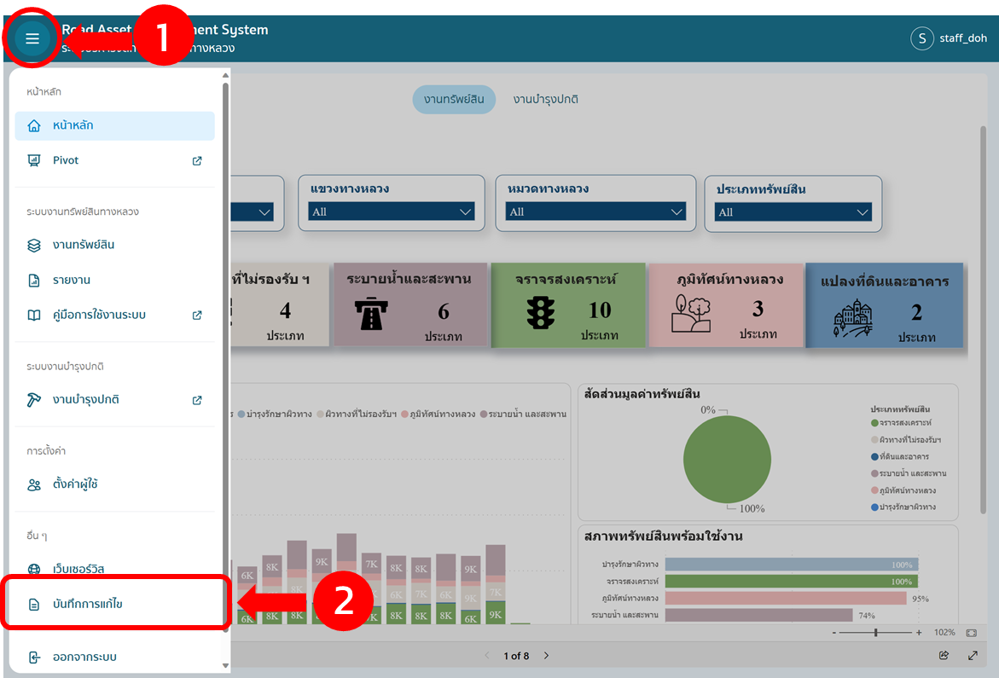 Road Asset
ent System
1
ทางหลวง
S
staff_doh
หน้าหลัก
หน้าหลัก
Pivot
ระบบงานทรัพย์สินทางหลวง
งานทรัพย์สิน
รายงาน
คู่มือการใช้งานระบบ
ระบบงานบำรุงปกติ
งานบำรุงปกติ
การตั้งค่า
ตั้งค่าผู้ใช้
อื่น ๆ
เว็บเซอร์วิส
บันทึกการแก้ไข
2
ออกจากระบบ
งานทรัพย์สิน
งานบำรุงปกติ
แขวงทางหลวง
All
หมวดทางหลวง
All
ประเภททรัพย์สิน
All
ที่ไม่รองรับ ฯ
4
ประเภท
ระบายน้ำและสะพาน
6
ประเภท
จราจรสงเคราะห์
10
ประเภท
ภูมิทัศน์ทางหลวง
3
ประเภท
แปลงที่ดินและอาคาร
2
ประเภท
บำรุงรักษาผิวทาง ผิวทางที่ไม่รองรับฯ ภูมิทัศน์ทางหลวง ระบายน้ำ และสะพาน
8K 9K 7K 8K 8K 9K
6K
8K 6K 7K 6K 7K
6K 8K 8K K 8K 8K 6K 9K
สัดส่วนมูลค่าทรัพย์สิน
0%
100%
ประเภททรัพย์สิน
จราจรสงเคราะห์
ผิวทางที่ไม่รองรับฯ
ที่ดินและอาคาร
ระบายน้ำ และสะพาน
ภูมิทัศน์ทางหลวง
บำรุงรักษาผิวทาง
สภาพทรัพย์สินพร้อมใช้งาน
บำรุงรักษาผิวทาง 100%
จราจรสงเคราะห์ 100%
ภูมิทัศน์ทางหลวง 95%
ระบายน้ำ และสะพาน 74%
- + 102%
1 of 8